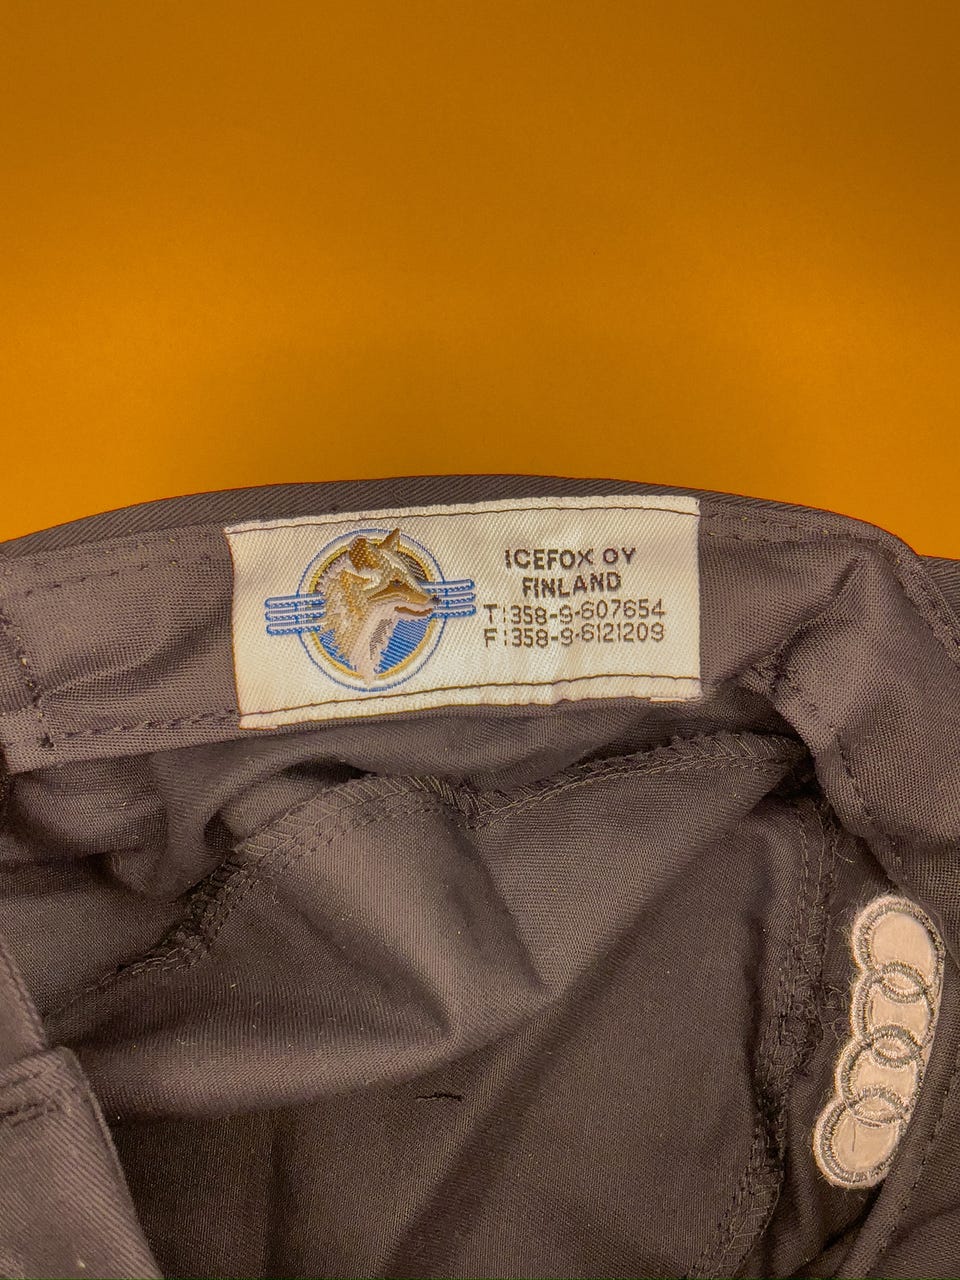 ICEFOX OY
FINLAND
T:358-9-607654
F:358-9-6121209